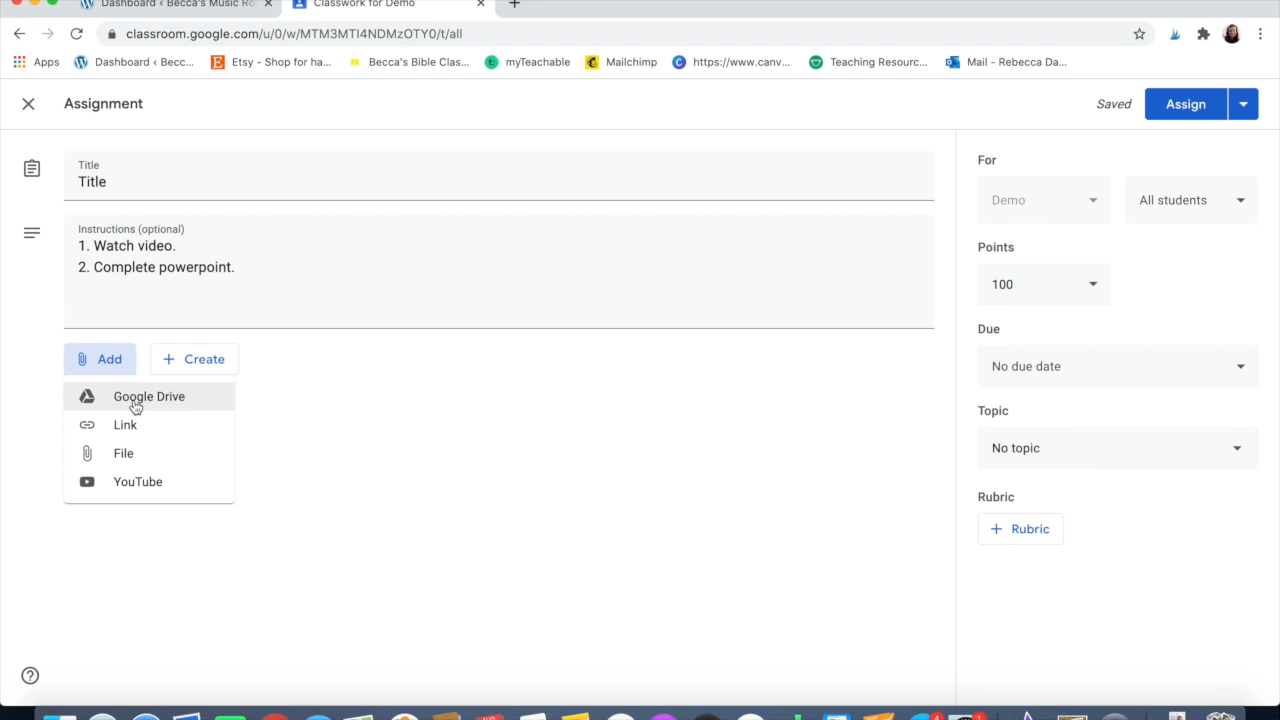 Dashboard ‹ Becca's Music Ro
Classwork for Demo
classroom.google.com/u/0/w/MTM3MTI4NDMzOTY0/t/all
Apps
Dashboard ‹ Becc...
Etsy - Shop for ha...
Becca's Bible Clas...
myTeachable
Mailchimp
https://www.canv...
Teaching Resourc...
Mail - Rebecca Da...
Assignment
Saved
Assign
Title
Title
Instructions (optional)
1. Watch video.
2. Complete powerpoint.
Add
Create
Google Drive
Link
File
YouTube
For
Demo
All students
Points
100
Due
No due date
Topic
No topic
Rubric
Rubric